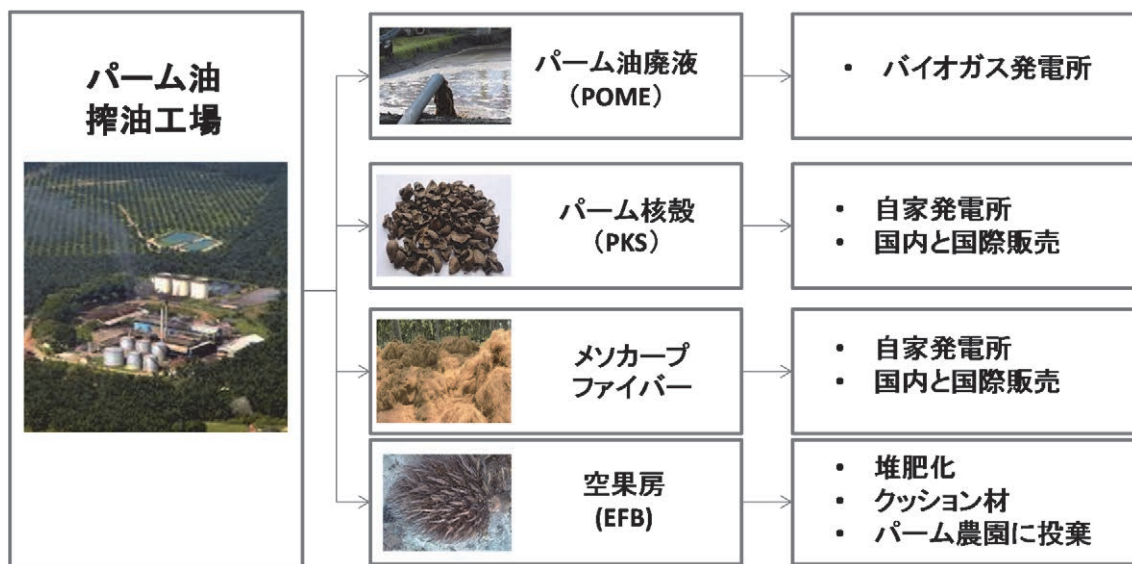 パーム油
搾油工場
パーム油廃液
（POME）
・ バイオガス発電所
パーム核殻
（PKS）
・ 自家発電所
・ 国内と国際販売
メソカープ
ファイバー
・ 自家発電所
・ 国内と国際販売
空果房
(EFB)
・ 堆肥化
・ クッション材
・ パーム農園に投棄